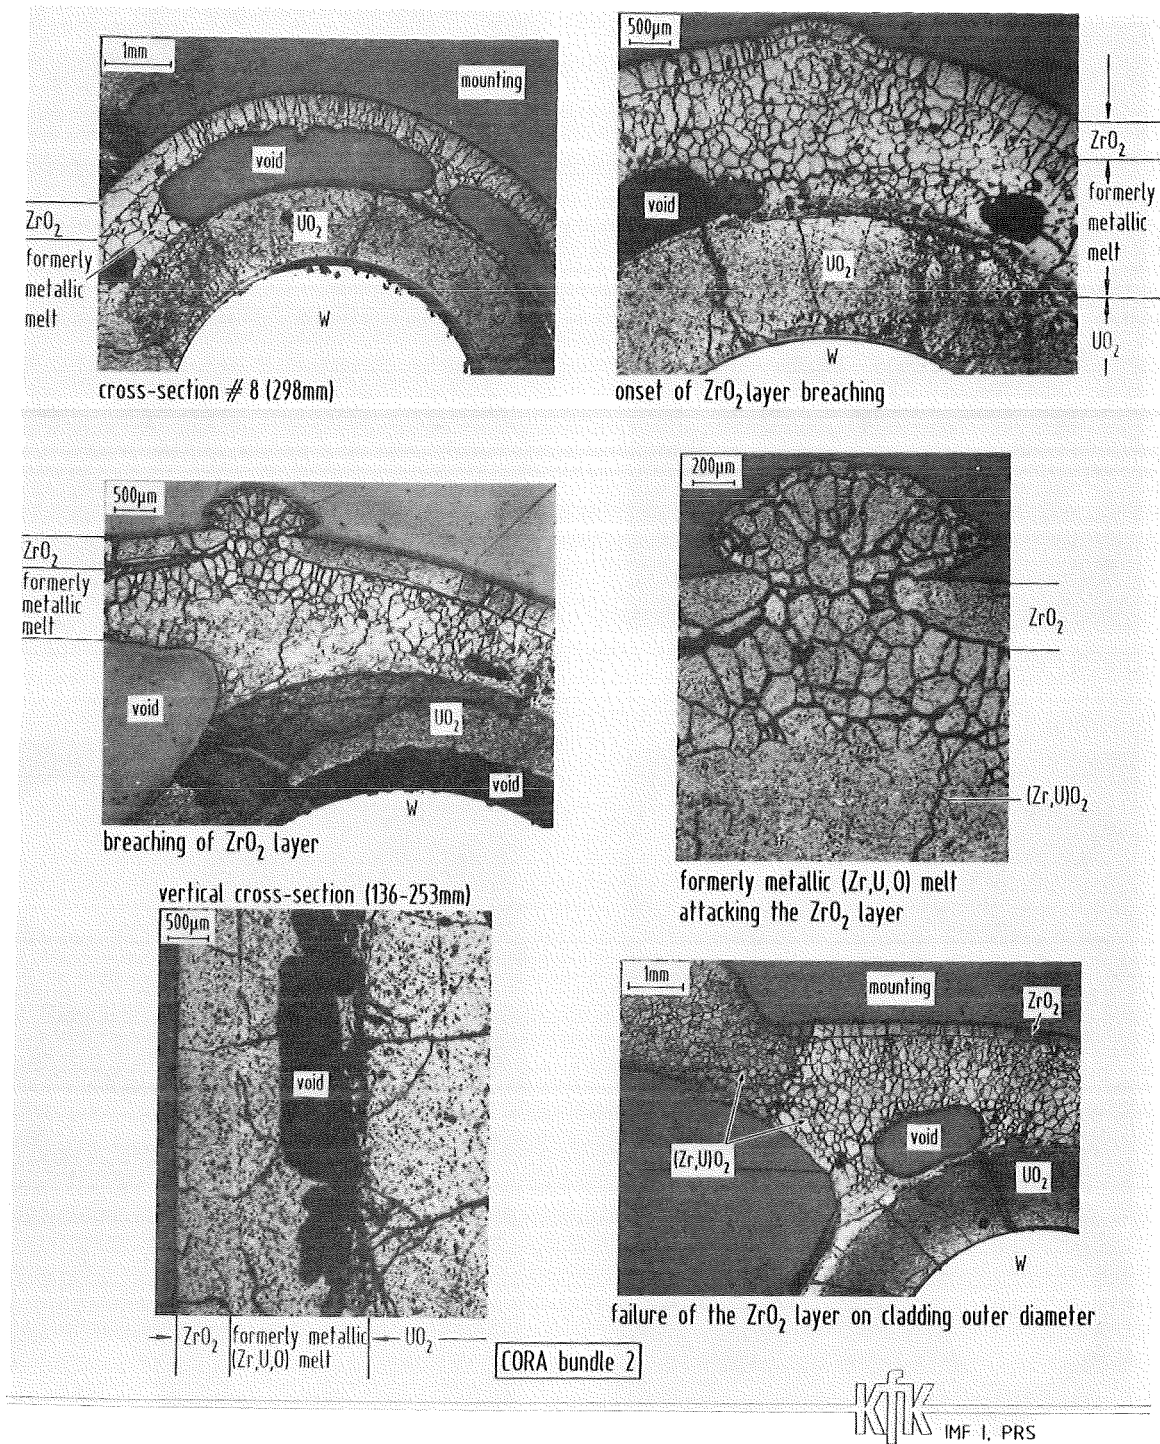 1mm
mounting
void
UO₂
ZrO₂
formerly
metallic
melt
W
cross-section # 8 (298mm)
500µm
void
UO₂
W
ZrO₂
formerly
metallic
melt
UO₂
onset of ZrO₂ layer breaching
500µm
ZrO₂
formerly
metallic
melt
void
UO₂
void
W
breaching of ZrO₂ layer
200µm
ZrO₂
(Zr,U)O₂
formerly metallic (Zr,U,O) melt
attacking the ZrO₂ layer
vertical cross-section (136-253mm)
500µm
void
ZrO₂
formerly metallic
(Zr,U,O) melt
UO₂
1mm
mounting
ZrO₂
(Zr,U)O₂
void
UO₂
W
failure of the ZrO₂ layer on cladding outer diameter
CORA bundle 2
KfK
IMF I, PRS